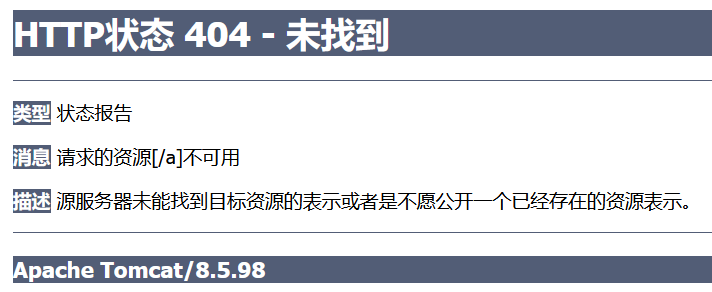 HTTP状态 404 - 未找到
类型 状态报告
消息 请求的资源[/a]不可用
描述 源服务器未能找到目标资源的表示或者是不愿公开一个已经存在的资源表示。
Apache Tomcat/8.5.98